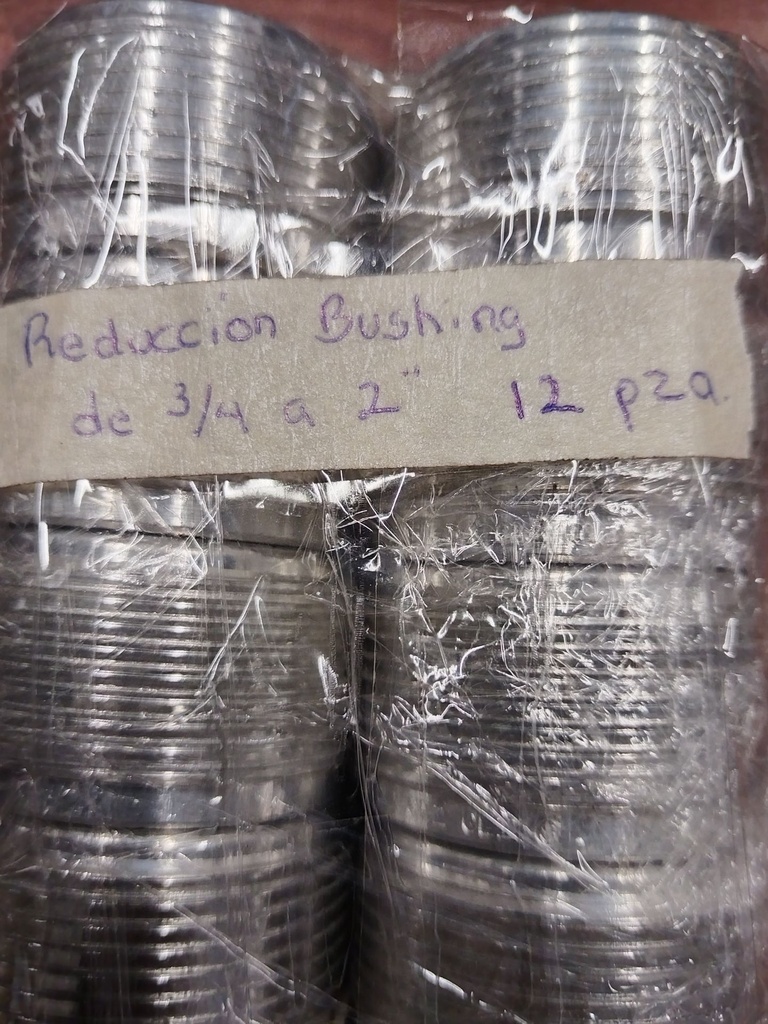 Reduccion Bushing
de 3/4 a 2" 12 pza.